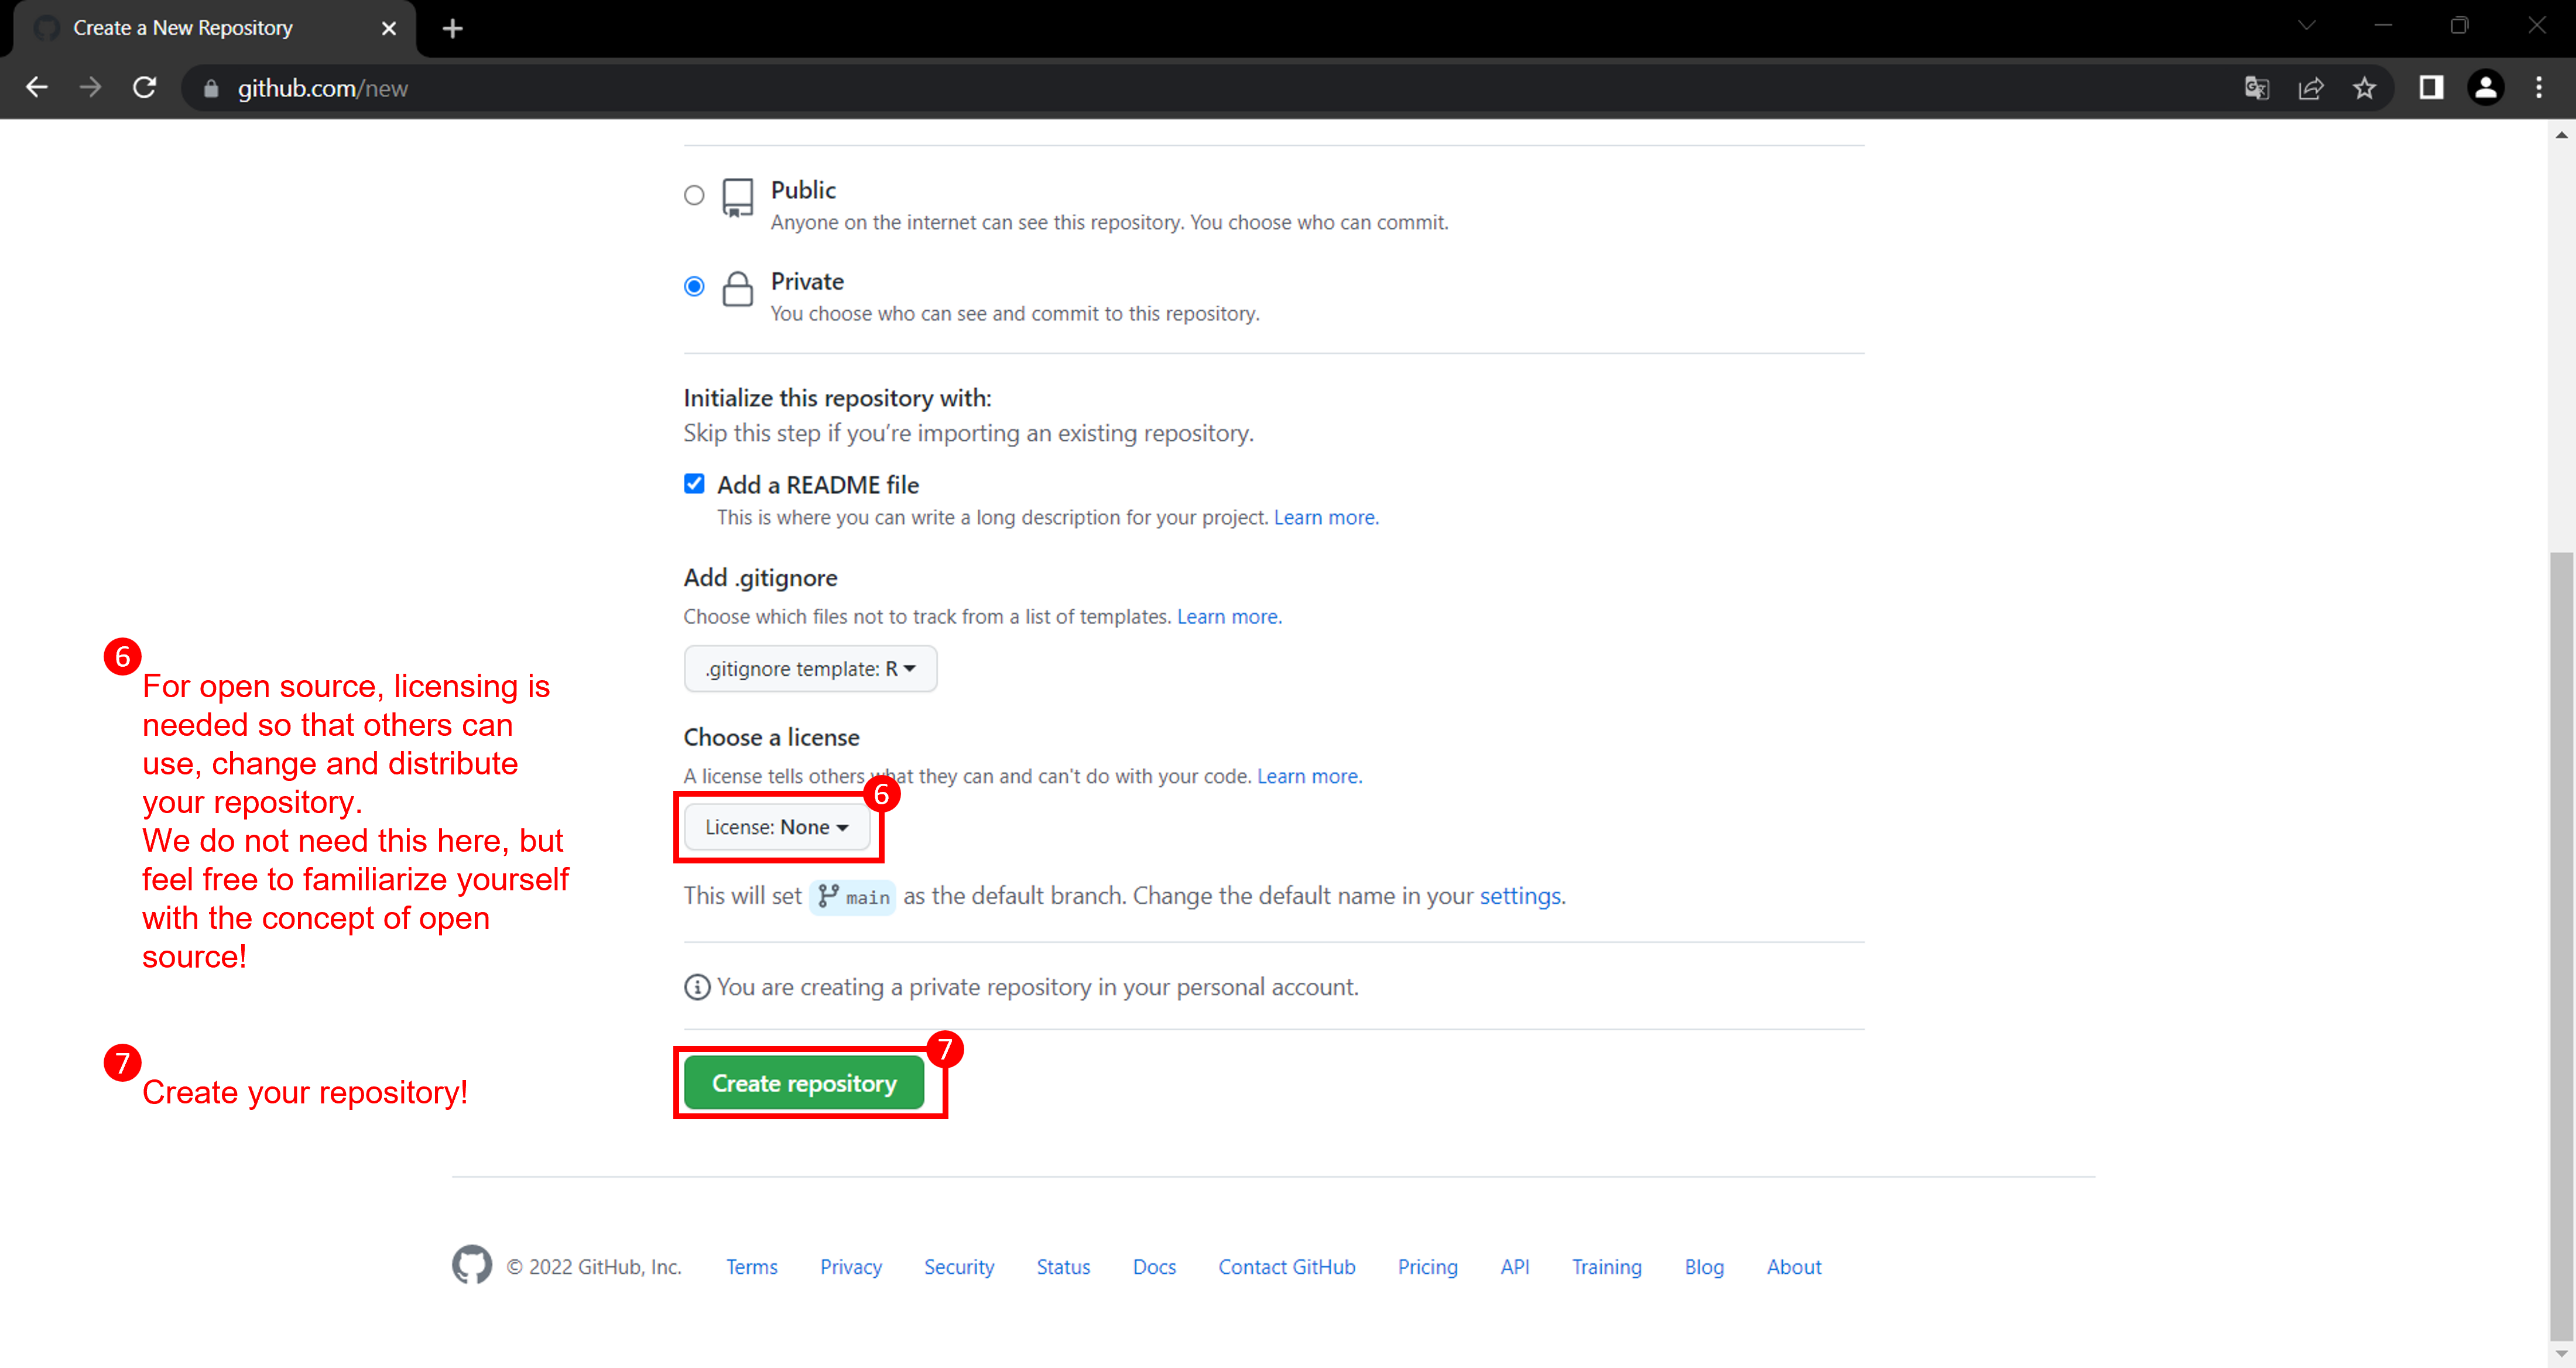 Create a New Repository
github.com/new
Public
Anyone on the internet can see this repository. You choose who can commit.
Private
You choose who can see and commit to this repository.
Initialize this repository with:
Skip this step if you’re importing an existing repository.
Add a README file
This is where you can write a long description for your project. Learn more.
Add .gitignore
Choose which files not to track from a list of templates. Learn more.
.gitignore template: R
Choose a license
A license tells others what they can and can't do with your code. Learn more.
6
License: None
This will set main as the default branch. Change the default name in your settings.
You are creating a private repository in your personal account.
7
Create repository
6
For open source, licensing is
needed so that others can
use, change and distribute
your repository.
We do not need this here, but
feel free to familiarize yourself
with the concept of open
source!
7
Create your repository!
© 2022 GitHub, Inc. Terms Privacy Security Status Docs Contact GitHub Pricing API Training Blog About